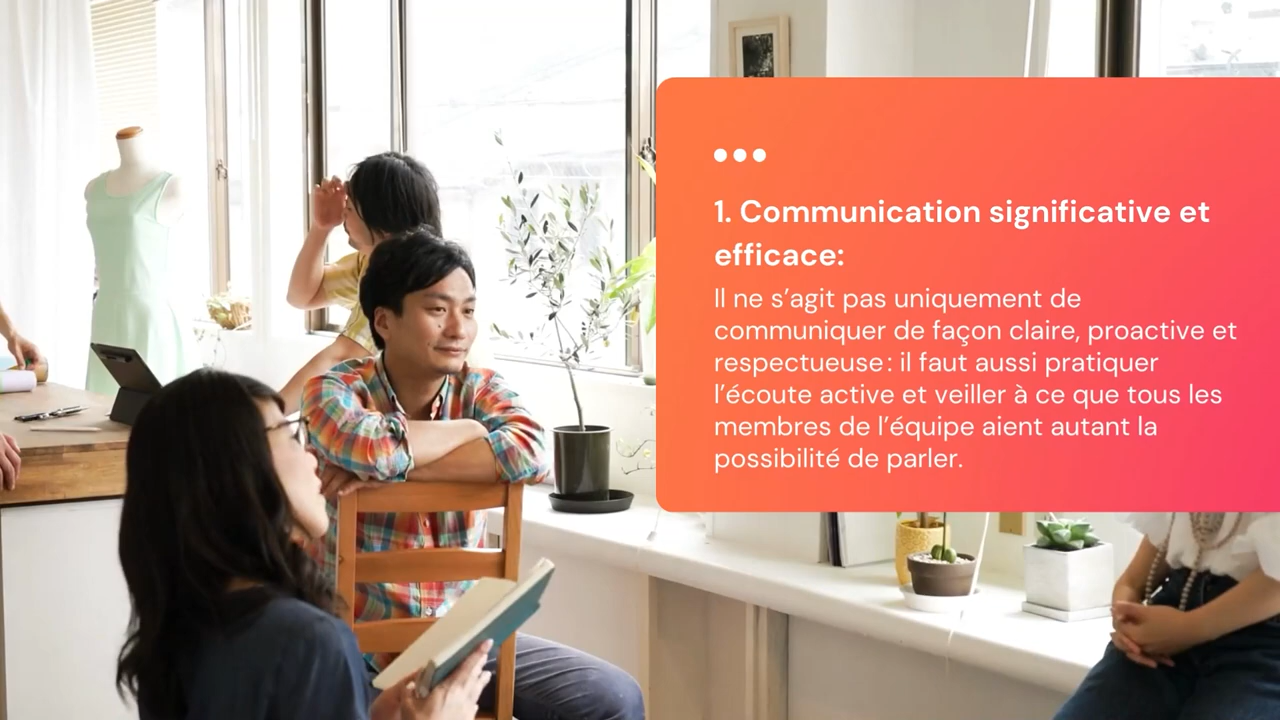 1. Communication significative et
efficace:
Il ne s’agit pas uniquement de
communiquer de façon claire, proactive et
respectueuse : il faut aussi pratiquer
l’écoute active et veiller à ce que tous les
membres de l’équipe aient autant la
possibilité de parler.